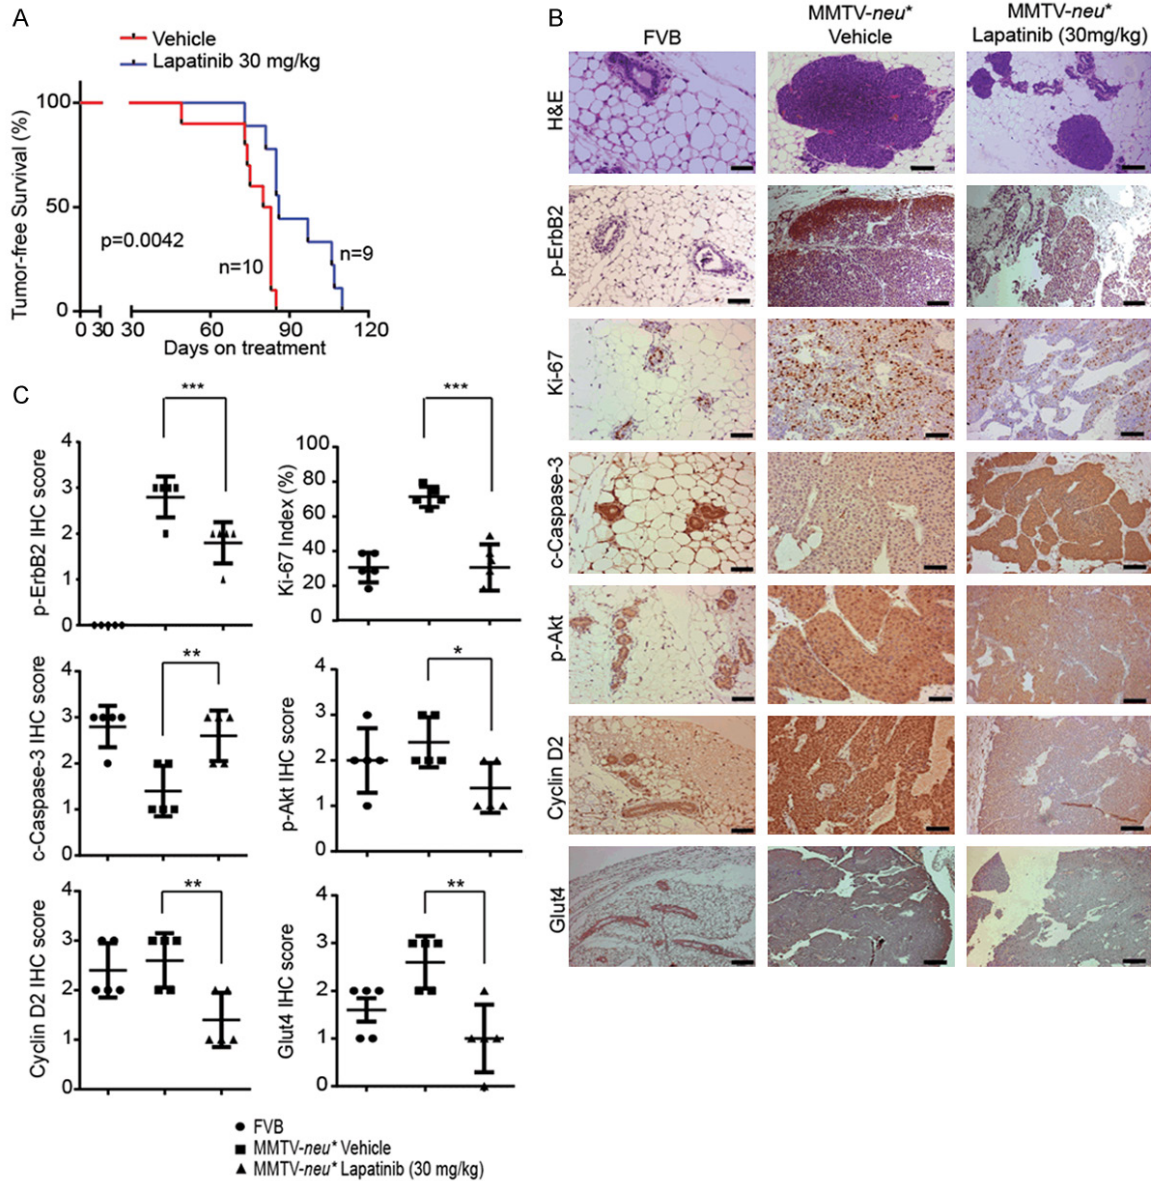 A
Vehicle
Lapatinib 30 mg/kg
Tumor-free Survival (%)
100
50
0
p=0.0042
n=10
n=9
0 30 30 60 90 120
Days on treatment
B
FVB
MMTV-neu*
Vehicle
MMTV-neu*
Lapatinib (30mg/kg)
H&E
p-ErbB2
Ki-67
c-Caspase-3
p-Akt
Cyclin D2
Glut4
C
p-ErbB2 IHC score
4
3
2
1
0
***
Ki-67 Index (%)
100
80
60
40
20
0
***
c-Caspase-3 IHC score
4
3
2
1
0
**
p-Akt IHC score
4
3
2
1
0
*
Cyclin D2 IHC score
4
3
2
1
0
**
Glut4 IHC score
4
3
2
1
0
**
FVB
MMTV-neu* Vehicle
MMTV-neu* Lapatinib (30 mg/kg)